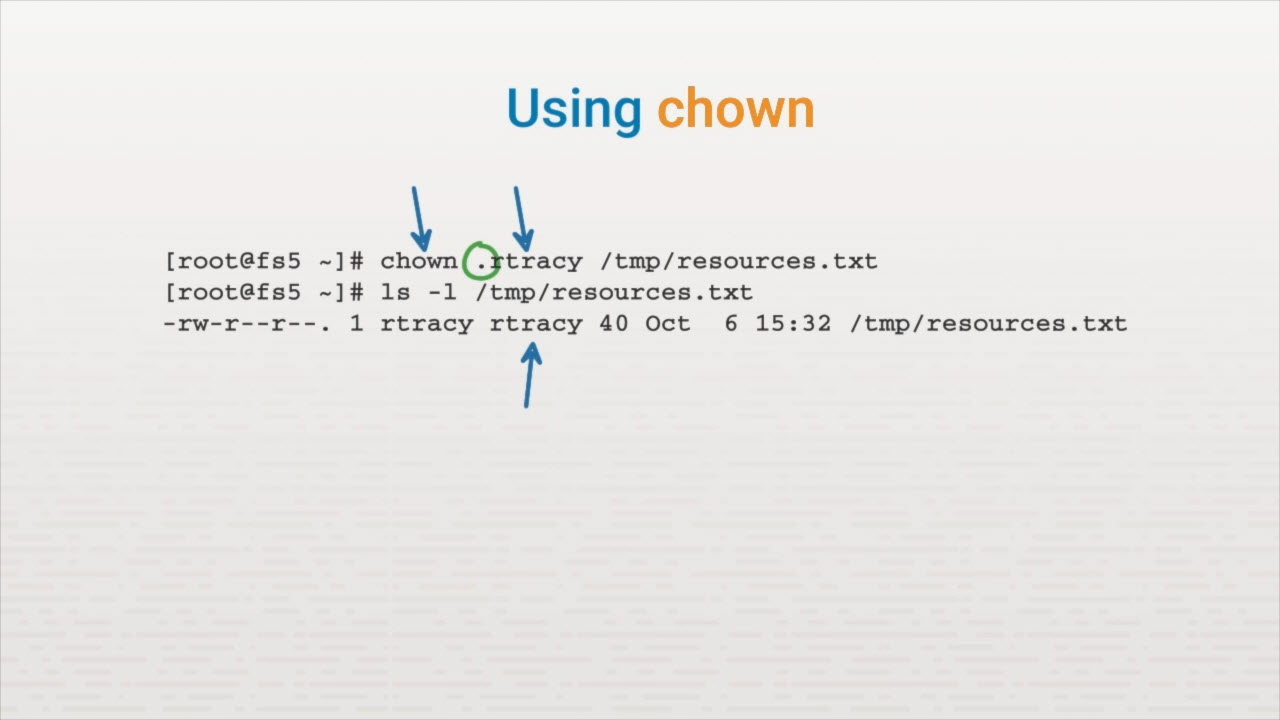 Using chown
[root@fs5 ~]# chown .rtracy /tmp/resources.txt
[root@fs5 ~]# ls -l /tmp/resources.txt
-rw-r--r--. 1 rtracy rtracy 40 Oct  6 15:32 /tmp/resources.txt